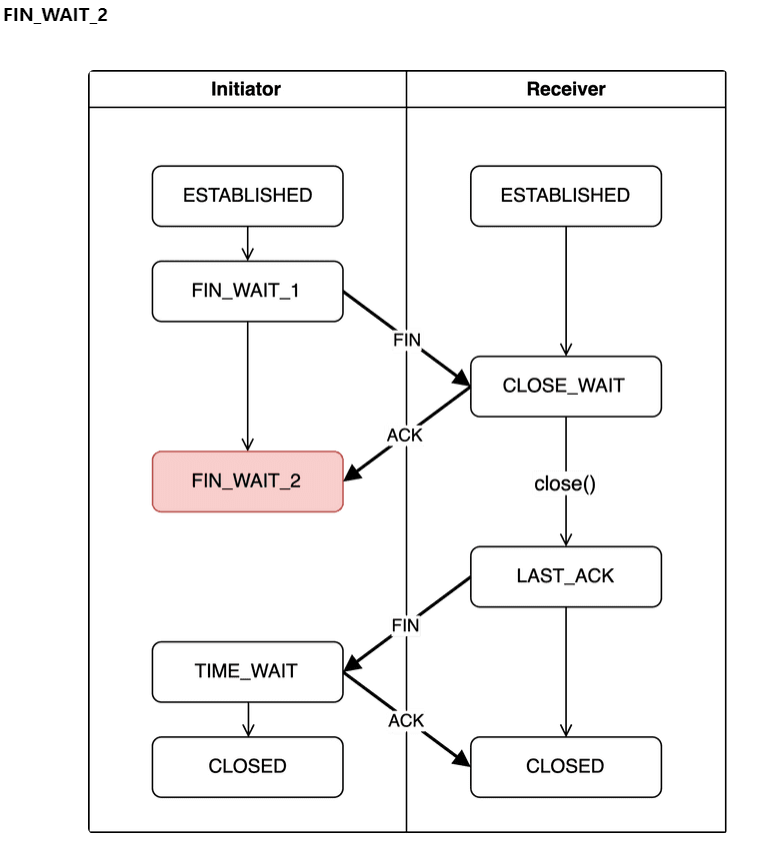 FIN_WAIT_2
Initiator
Receiver
ESTABLISHED
ESTABLISHED
FIN_WAIT_1
FIN
CLOSE_WAIT
ACK
FIN_WAIT_2
close()
LAST_ACK
FIN
TIME_WAIT
ACK
CLOSED
CLOSED